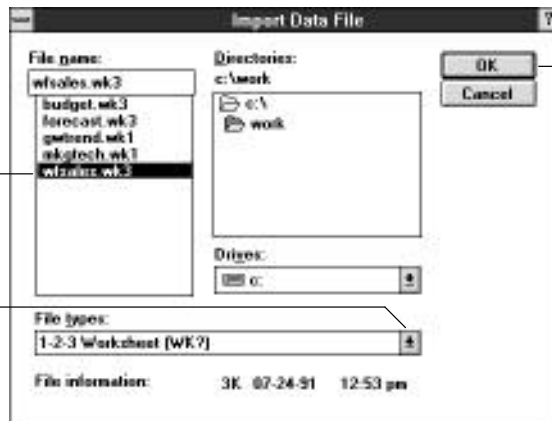 Import Data File
?
File name:
wfsales.wk3
budget.wk3
forecast.wk3
gwtrend.wk1
mkgtech.wk1
wfsales.wk3
Directories:
c:\work
c:\
work
Drives:
c:
File types:
1-2-3 Worksheet (WK?)
File information: 3K 07-24-91 12:53 pm
OK
Cancel